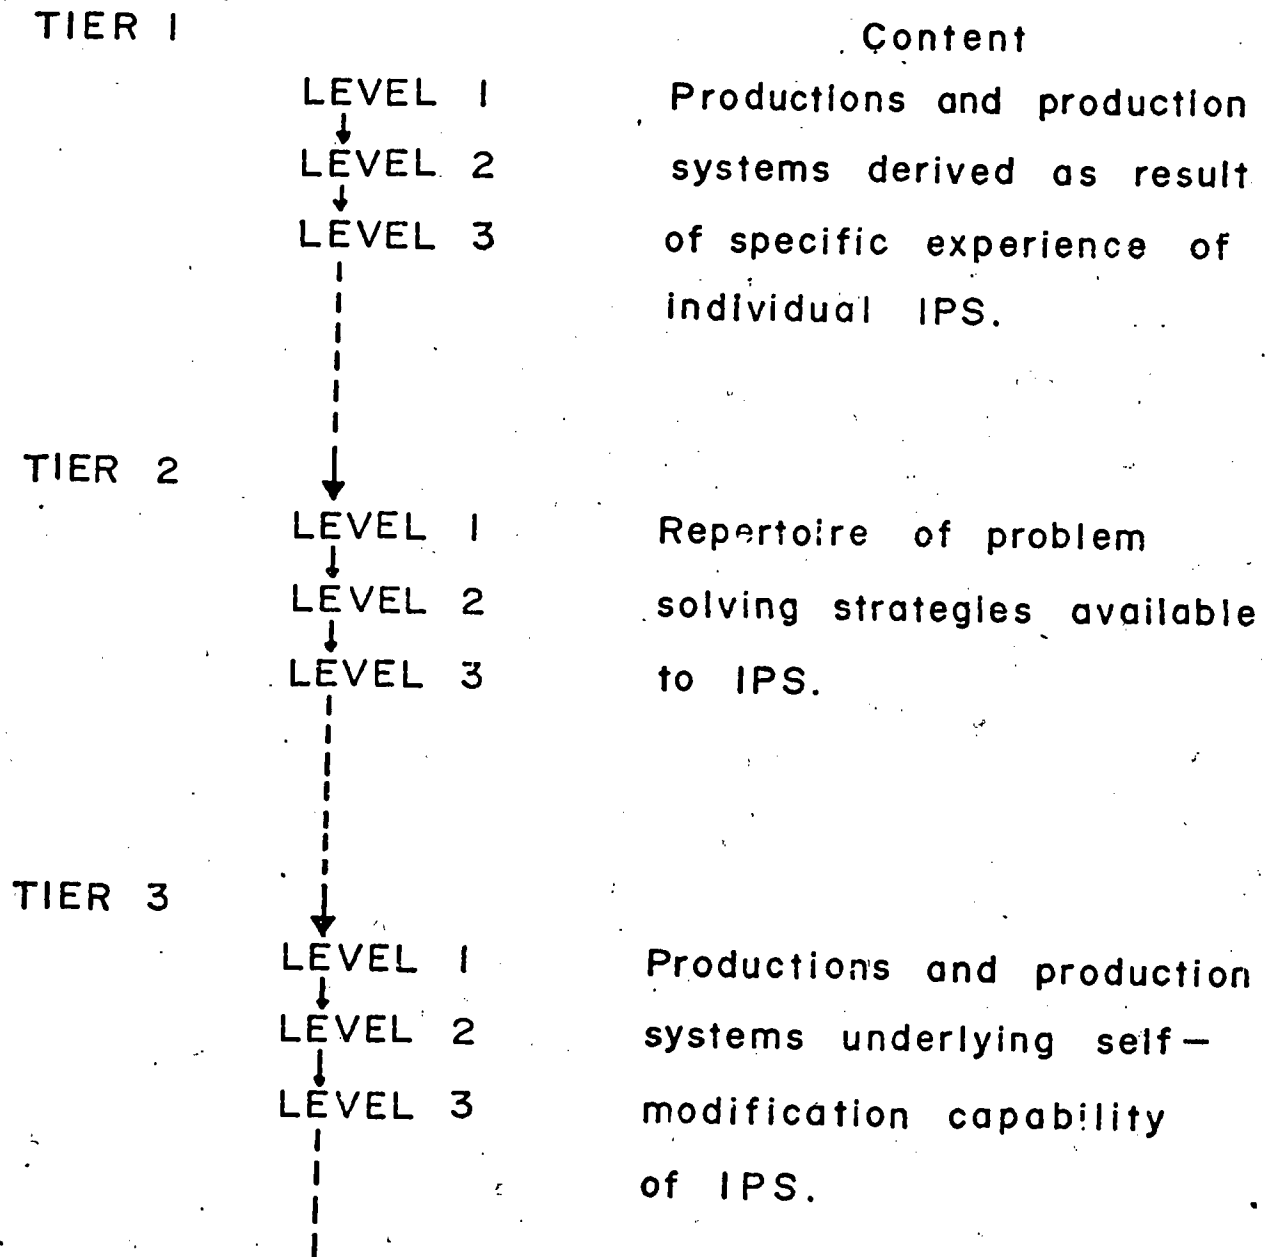 TIER 1
Content
LEVEL 1
Productions and production
LEVEL 2
systems derived as result
LEVEL 3
of specific experience of
individual IPS.
TIER 2
LEVEL 1
Repertoire of problem
LEVEL 2
solving strategies available
LEVEL 3
to IPS.
TIER 3
LEVEL 1
Productions and production
LEVEL 2
systems underlying self-
LEVEL 3
modification capability
of IPS.